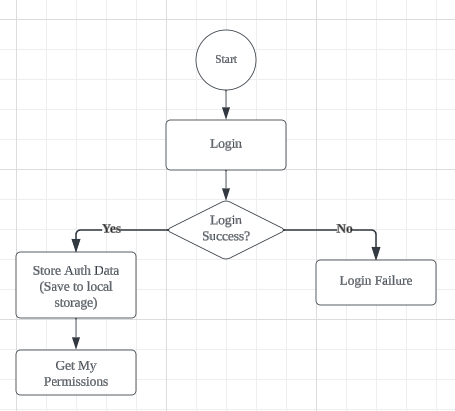 Start
Login
Login
Success?
Yes
No
Store Auth Data
(Save to local
storage)
Login Failure
Get My
Permissions